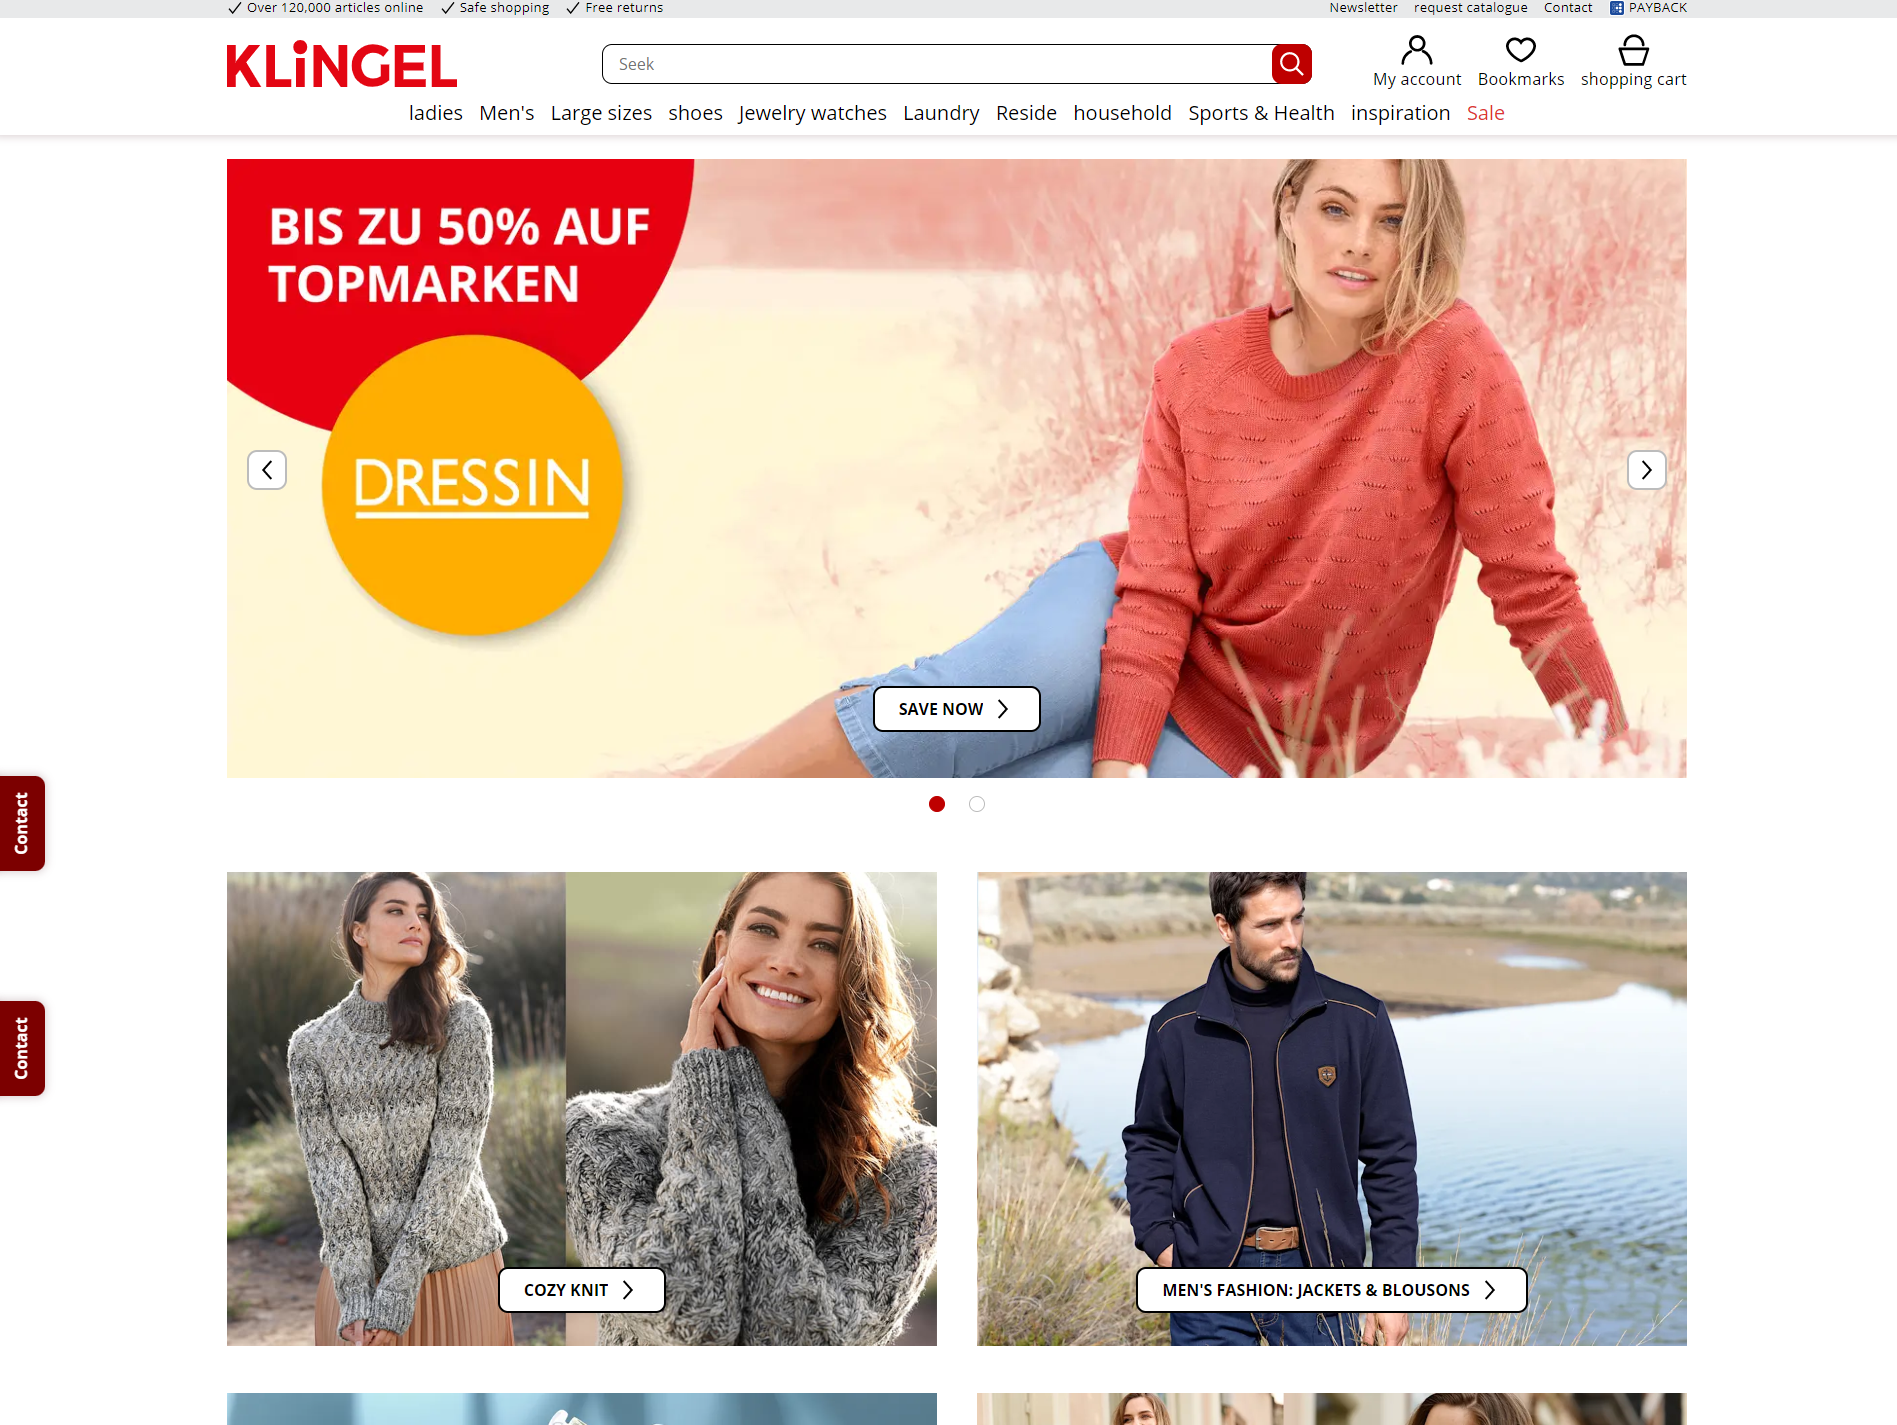 Over 120,000 articles online
Safe shopping
Free returns
Newsletter
request catalogue
Contact
PAYBACK
KLiNGEL
Seek
My account
Bookmarks
shopping cart
ladies
Men's
Large sizes
shoes
Jewelry watches
Laundry
Reside
household
Sports & Health
inspiration
Sale
BIS ZU 50% AUF
TOPMARKEN
DRESSIN
SAVE NOW
Contact
Contact
COZY KNIT
MEN'S FASHION: JACKETS & BLOUSONS